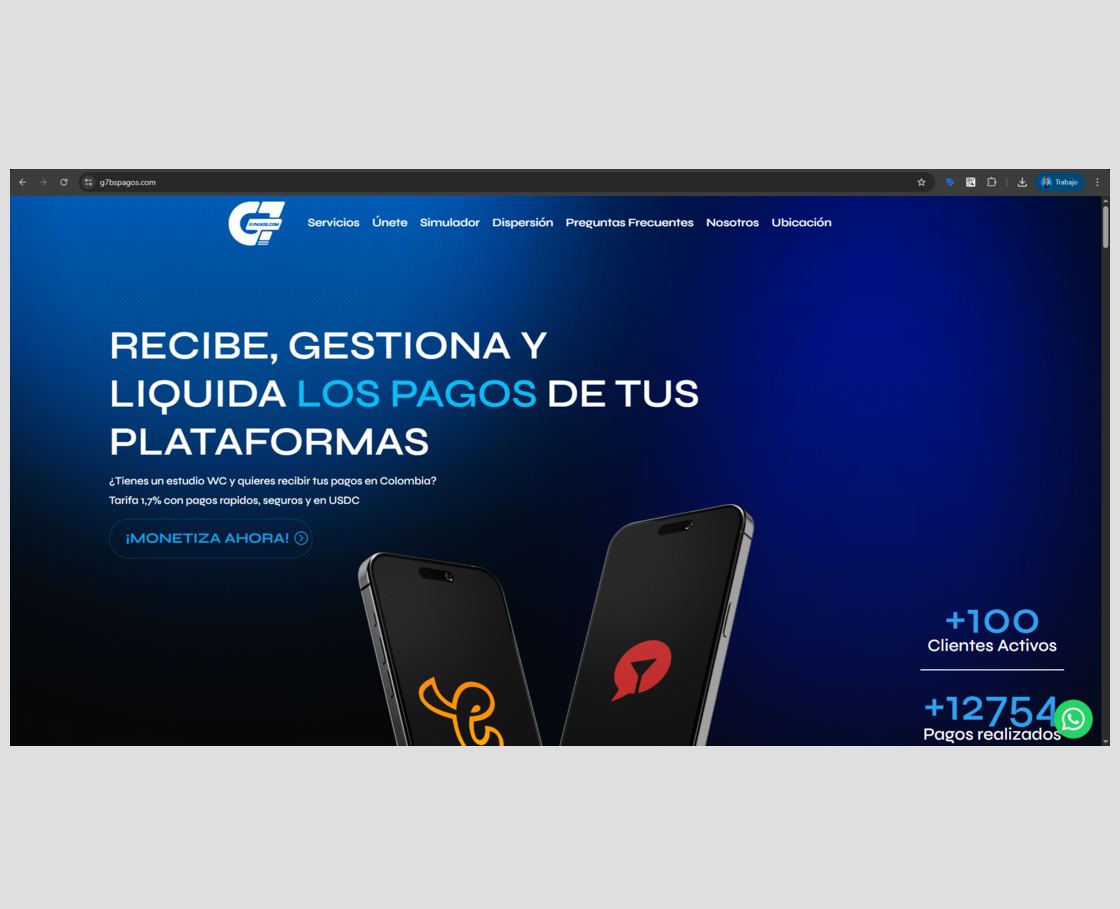 g7bspagos.com
Trabajo
BSPAGOS.COM
Servicios Únete Simulador Dispersión Preguntas Frecuentes Nosotros Ubicación
RECIBE, GESTIONA Y
LIQUIDA LOS PAGOS DE TUS
PLATAFORMAS
¿Tienes un estudio WC y quieres recibir tus pagos en Colombia?
Tarifa 1,7% con pagos rapidos, seguros y en USDC
¡MONETIZA AHORA!
+100
Clientes Activos
+12754
Pagos realizados